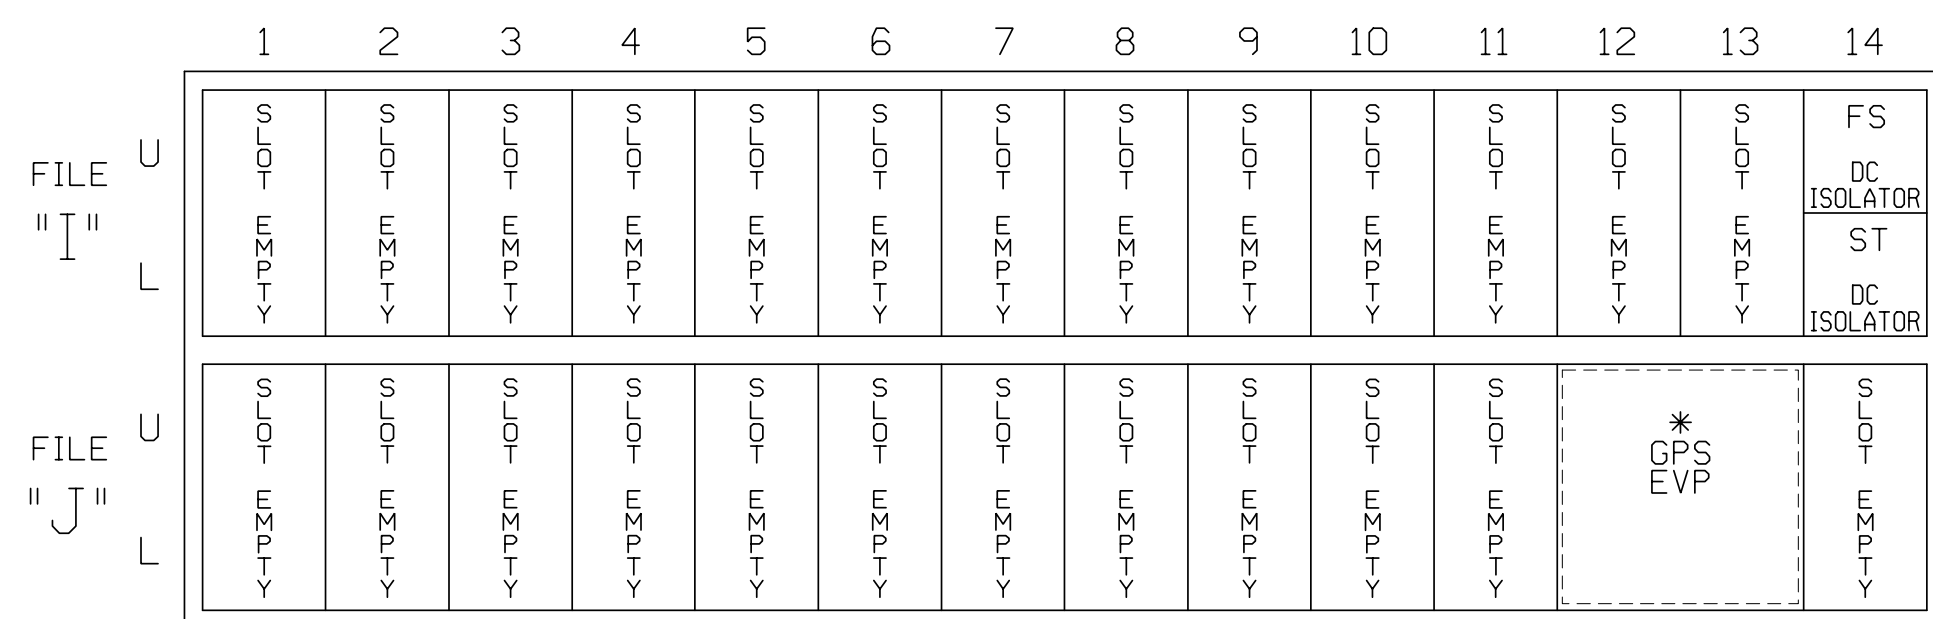 1 2 3 4 5 6 7 8 9 10 11 12 13 14
FILE
"I"
U
L
SLOT EMPTY
SLOT EMPTY
SLOT EMPTY
SLOT EMPTY
SLOT EMPTY
SLOT EMPTY
SLOT EMPTY
SLOT EMPTY
SLOT EMPTY
SLOT EMPTY
SLOT EMPTY
SLOT EMPTY
SLOT EMPTY
FS
DC
ISOLATOR
ST
DC
ISOLATOR
FILE
"J"
U
L
SLOT EMPTY
SLOT EMPTY
SLOT EMPTY
SLOT EMPTY
SLOT EMPTY
SLOT EMPTY
SLOT EMPTY
SLOT EMPTY
SLOT EMPTY
SLOT EMPTY
SLOT EMPTY
*
GPS
EVP
SLOT EMPTY